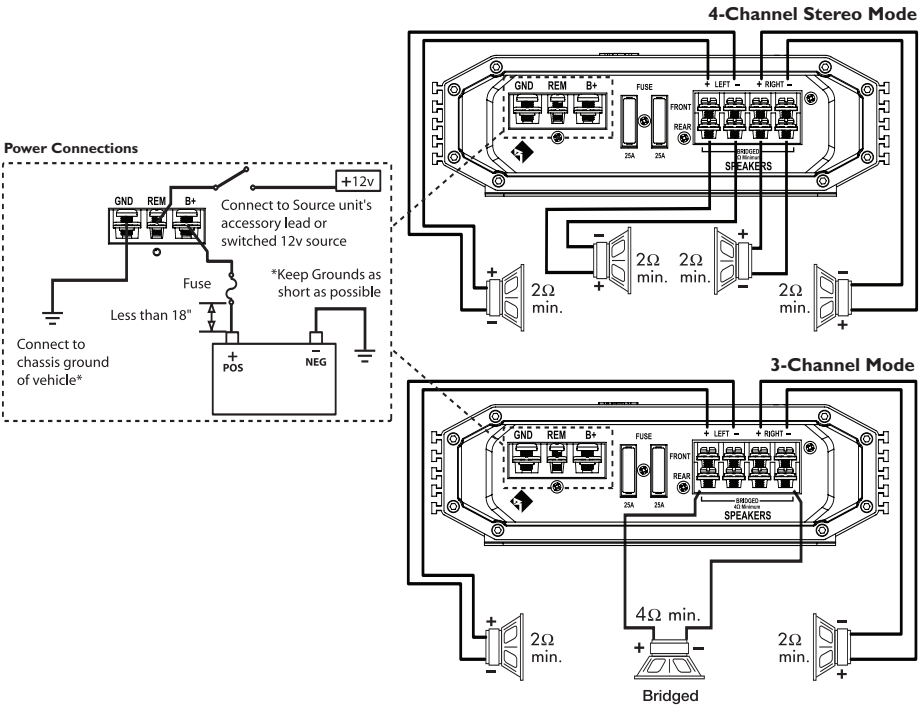 4-Channel Stereo Mode
GND REM B+
FUSE
25A 25A
+ LEFT - + RIGHT -
FRONT
REAR
BRIDGED
Ω Minimum
SPEAKERS
- + 2Ω min.
+ - 2Ω min.
+ - 2Ω min.
- + 2Ω min.
Power Connections
GND REM B+
+12v
Connect to Source unit's
accessory lead or
switched 12v source
Fuse
*Keep Grounds as
short as possible
Less than 18"
Connect to
chassis ground
of vehicle*
+
POS
-
NEG
3-Channel Mode
GND REM B+
FUSE
25A 25A
+ LEFT - + RIGHT -
FRONT
REAR
BRIDGED
4Ω Minimum
SPEAKERS
+ - 2Ω min.
4Ω min.
+ -
Bridged
2Ω min.
- +